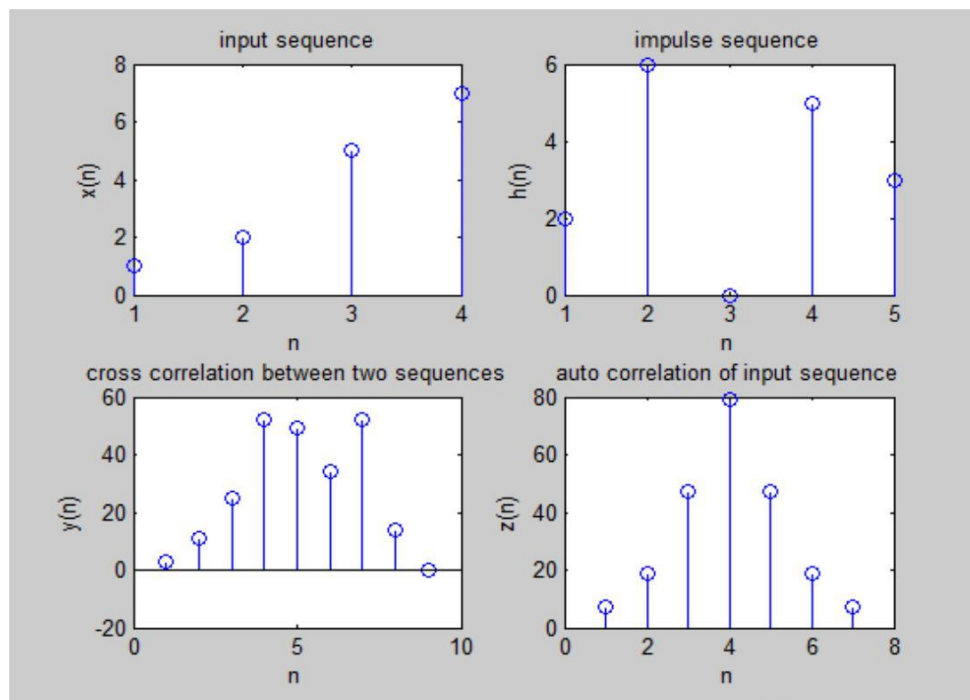 input sequence
x(n)
8
6
4
2
0
1 2 3 4
n
impulse sequence
h(n)
6
4
2
0
1 2 3 4 5
n
cross correlation between two sequences
y(n)
60
40
20
0
-20
0 5 10
n
auto correlation of input sequence
z(n)
80
60
40
20
0
0 2 4 6 8
n